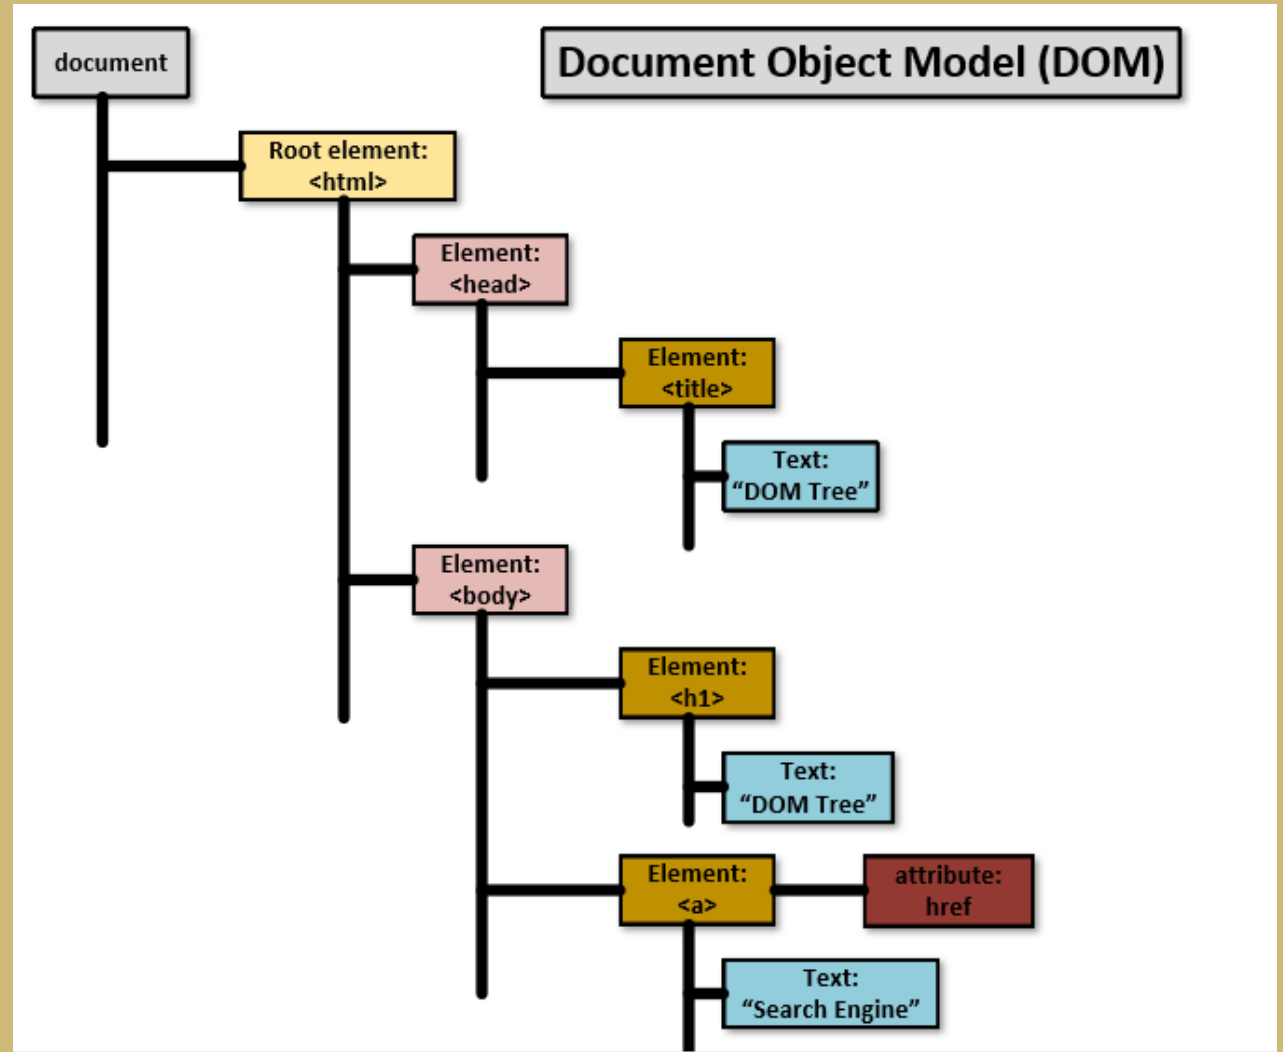 document
Document Object Model (DOM)
Root element:
<html>
Element:
<head>
Element:
<title>
Text:
“DOM Tree”
Element:
<body>
Element:
<h1>
Text:
“DOM Tree”
Element:
<a>
attribute:
href
Text:
“Search Engine”